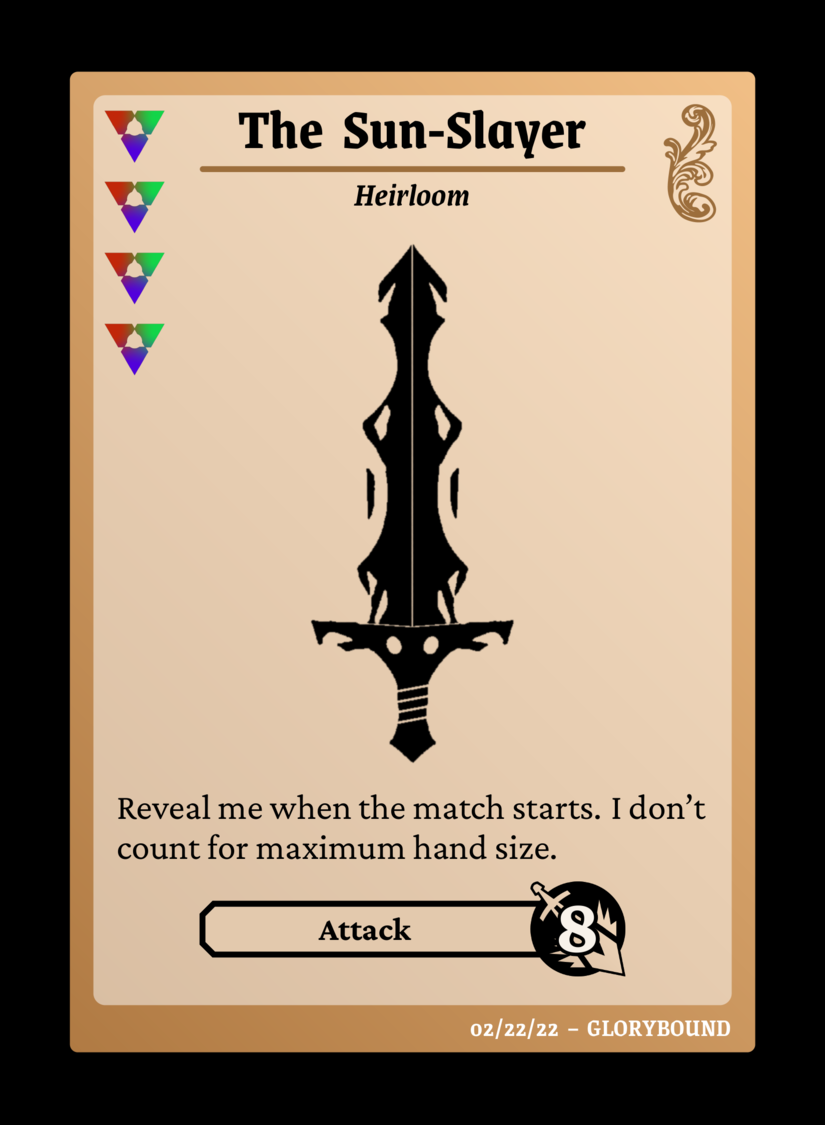 The Sun-Slayer
Heirloom
Reveal me when the match starts. I don’t
count for maximum hand size.
Attack
8
02/22/22 – GLORYBOUND